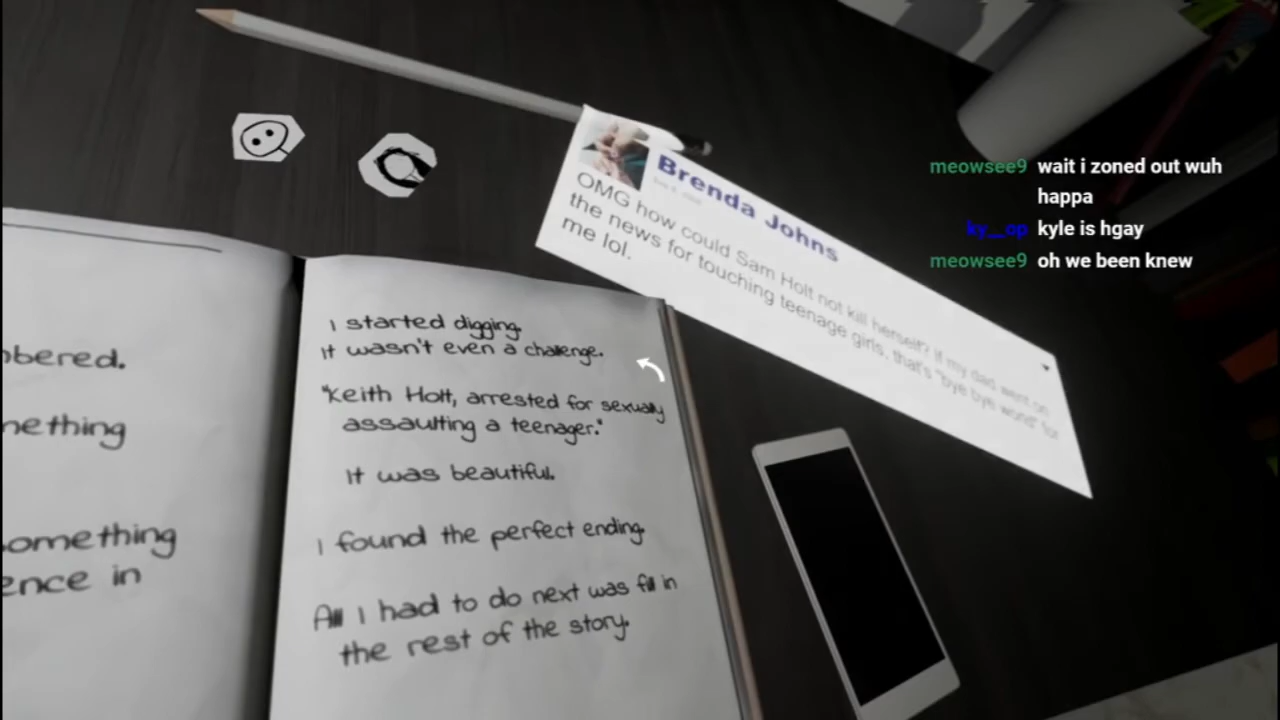 bered.
nething
omething
ence in
I started digging.
It wasn't even a challenge.
"Keith Holt, arrested for sexually
assaulting a teenager."
It was beautiful.
I found the perfect ending.
All I had to do next was fill in
the rest of the story.
Brenda Johns
OMG how could Sam Holt not kill herself? If my dad went on
the news for touching teenage girls, that's "bye bye world" for
me lol.
meowsee9 wait i zoned out wuh
happa
ky__op kyle is hgay
meowsee9 oh we been knew